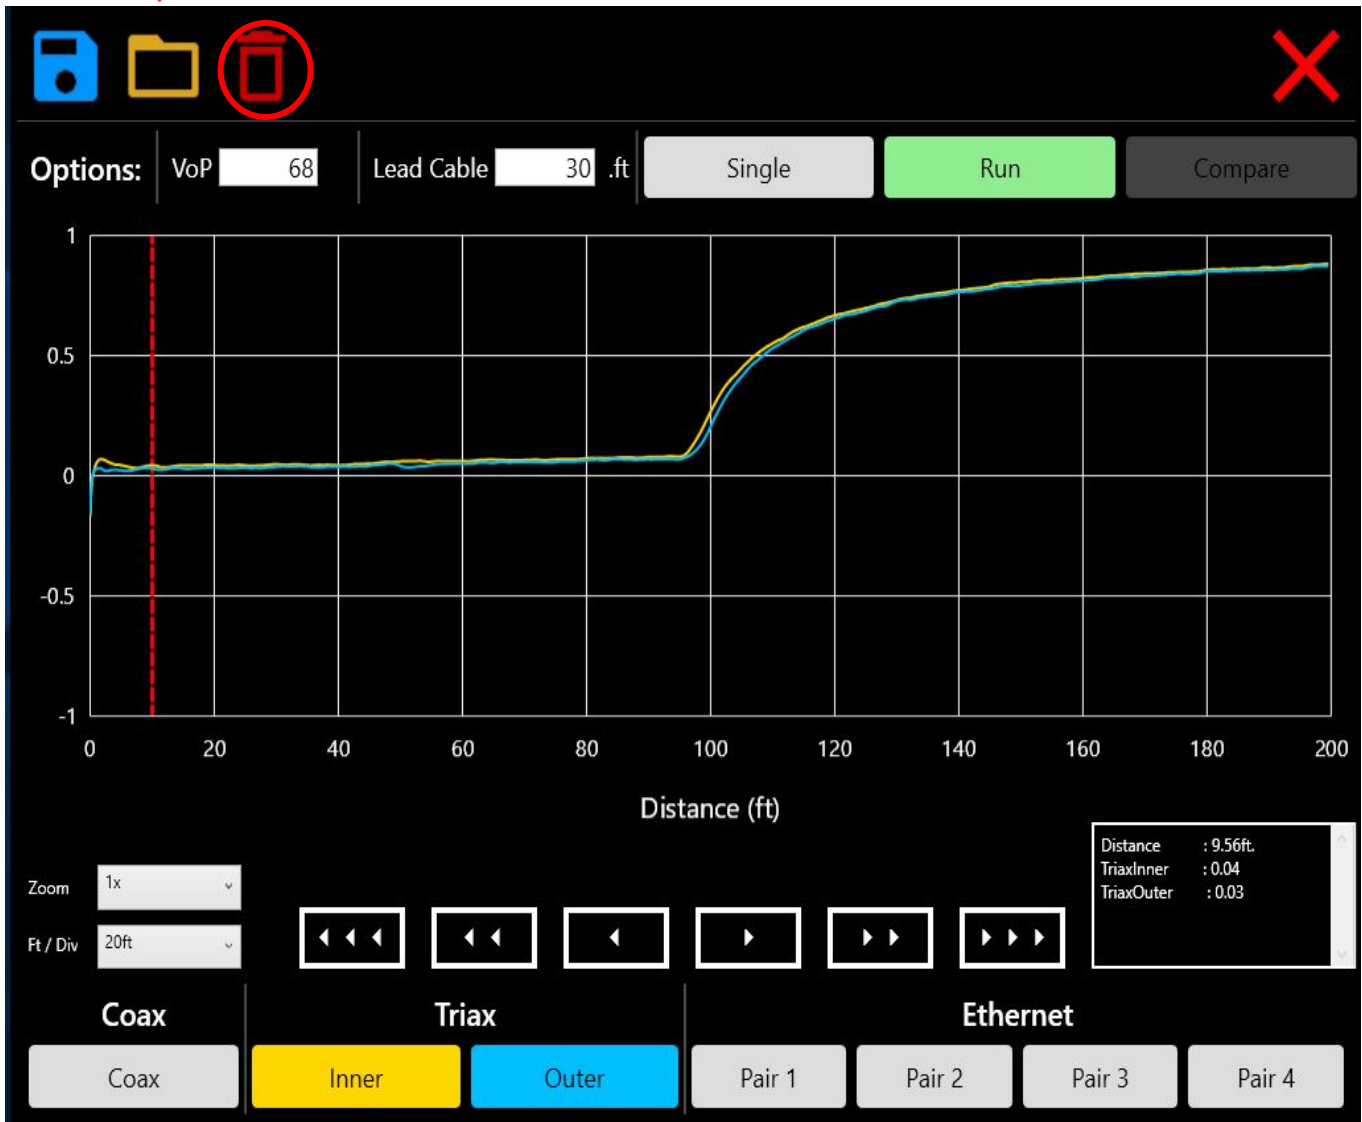 Options: VoP 68 Lead Cable 30 .ft Single Run Compare
1
0.5
0
-0.5
-1
0 20 40 60 80 100 120 140 160 180 200
Distance (ft)
Distance : 9.56ft.
TriaxInner : 0.04
TriaxOuter : 0.03
Zoom 1x
Ft / Div 20ft
Coax Triax Ethernet
Coax Inner Outer Pair 1 Pair 2 Pair 3 Pair 4